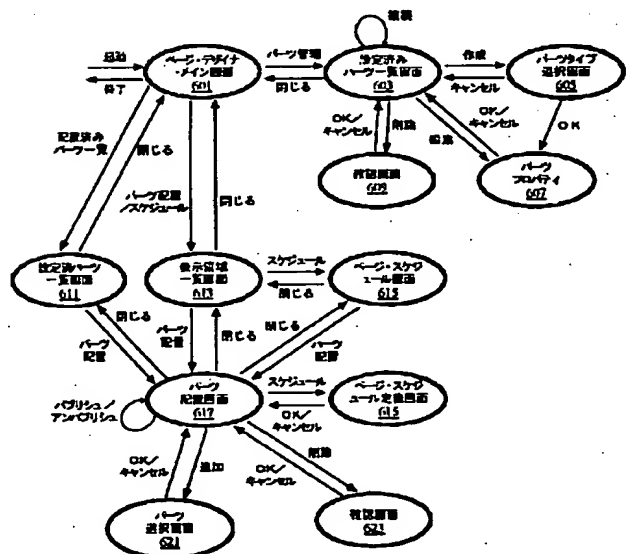 起動
終了
ページ・デザイナ
・メイン画面
601
パーツ管理
閉じる
設定済み
パーツ一覧画面
603
作成
キャンセル
パーツタイプ
選択画面
605
OK/
キャンセル
削除
OK/
キャンセル
OK
確認画面
609
パーツ
プロパティ
607
配置済み
パーツ一覧
閉じる
パーツ配置
/スケジュール
閉じる
設定済パーツ
一覧画面
611
表示領域
一覧画面
613
スケジュール
閉じる
ページ・スケジ
ュール画面
615
閉じる
パーツ
配置
パーツ
配置
閉じる
閉じる
パーツ
配置
パブリシュ/
アンパブリシュ
パーツ
配置画面
617
スケジュール
OK/
キャンセル
ページ・スケジ
ュール定義画面
615
OK/
キャンセル
追加
OK/
キャンセル
削除
パーツ
選択画面
621
確認画面
623